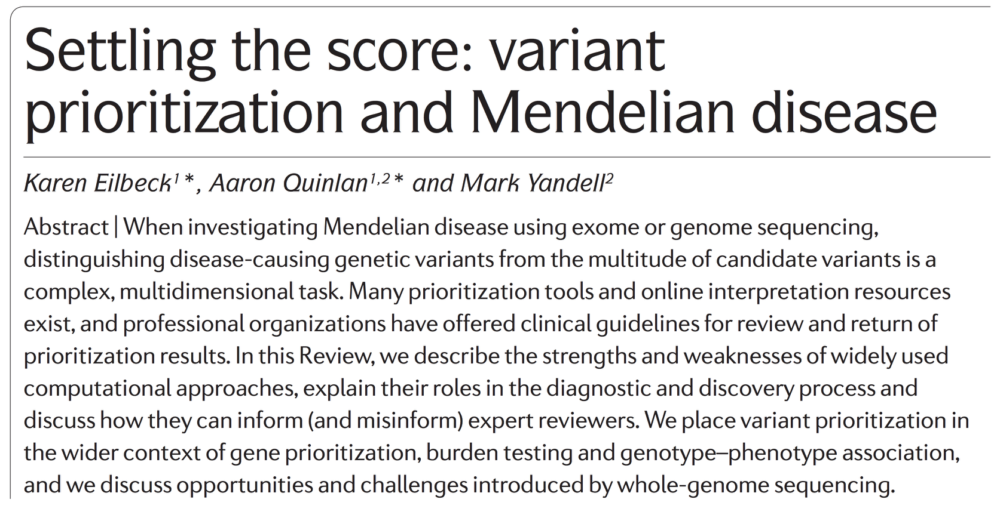 Settling the score: variant
prioritization and Mendelian disease
Karen Eilbeck¹*, Aaron Quinlan¹,²* and Mark Yandell²
Abstract | When investigating Mendelian disease using exome or genome sequencing,
distinguishing disease-causing genetic variants from the multitude of candidate variants is a
complex, multidimensional task. Many prioritization tools and online interpretation resources
exist, and professional organizations have offered clinical guidelines for review and return of
prioritization results. In this Review, we describe the strengths and weaknesses of widely used
computational approaches, explain their roles in the diagnostic and discovery process and
discuss how they can inform (and misinform) expert reviewers. We place variant prioritization in
the wider context of gene prioritization, burden testing and genotype–phenotype association,
and we discuss opportunities and challenges introduced by whole-genome sequencing.